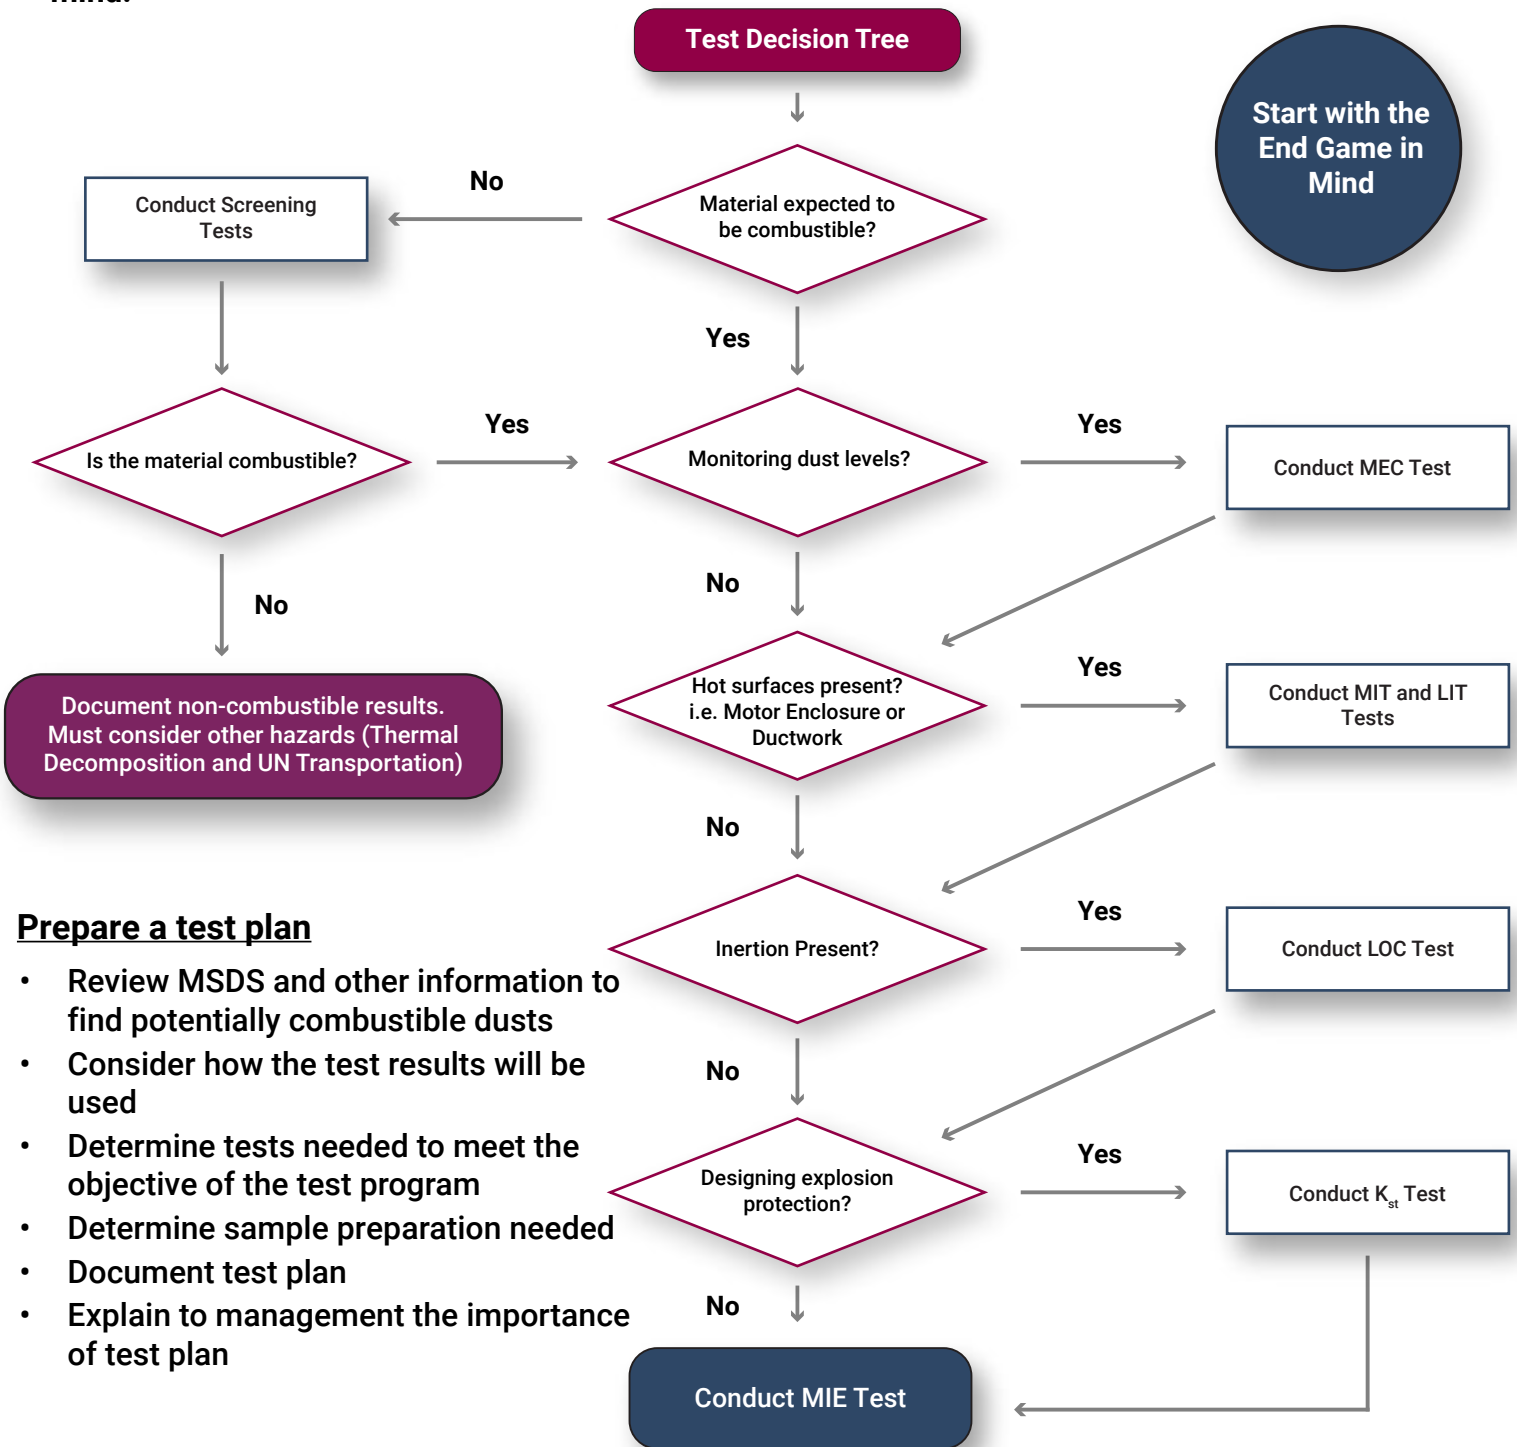 mind.
Test Decision Tree
Start with the
End Game in
Mind
No
Conduct Screening
Tests
Material expected to
be combustible?
Yes
Is the material combustible?
Yes
Monitoring dust levels?
Yes
Conduct MEC Test
No
No
Document non-combustible results.
Must consider other hazards (Thermal
Decomposition and UN Transportation)
Hot surfaces present?
i.e. Motor Enclosure or
Ductwork
Yes
Conduct MIT and LIT
Tests
No
Inertion Present?
Yes
Conduct LOC Test
No
Designing explosion
protection?
Yes
Conduct Kst Test
No
Conduct MIE Test
Prepare a test plan
• Review MSDS and other information to
find potentially combustible dusts
• Consider how the test results will be
used
• Determine tests needed to meet the
objective of the test program
• Determine sample preparation needed
• Document test plan
• Explain to management the importance
of test plan